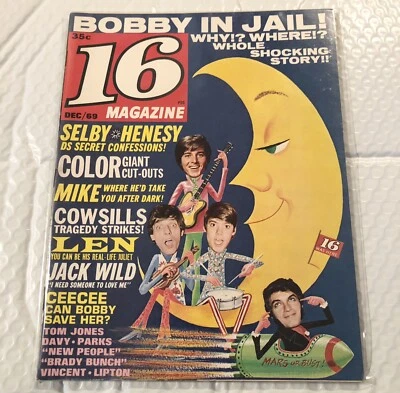 BOBBY IN JAIL!
WHY!? WHERE!?
WHOLE
SHOCKING
STORY!!
35¢
16
MAGAZINE
DEC/69
SELBY * HENESY
DS SECRET CONFESSIONS!
COLOR GIANT
CUT-OUTS
MIKE WHERE HE'D TAKE
YOU AFTER DARK!
COWSILLS
TRAGEDY STRIKES!
LEN
YOU CAN BE HIS REAL-LIFE JULIET
JACK WILD
"I NEED SOMEONE TO LOVE ME"
CEECEE
CAN BOBBY
SAVE HER?
TOM JONES
DAVY • PARKS
"NEW PEOPLE"
"BRADY BUNCH"
VINCENT • LIPTON
16